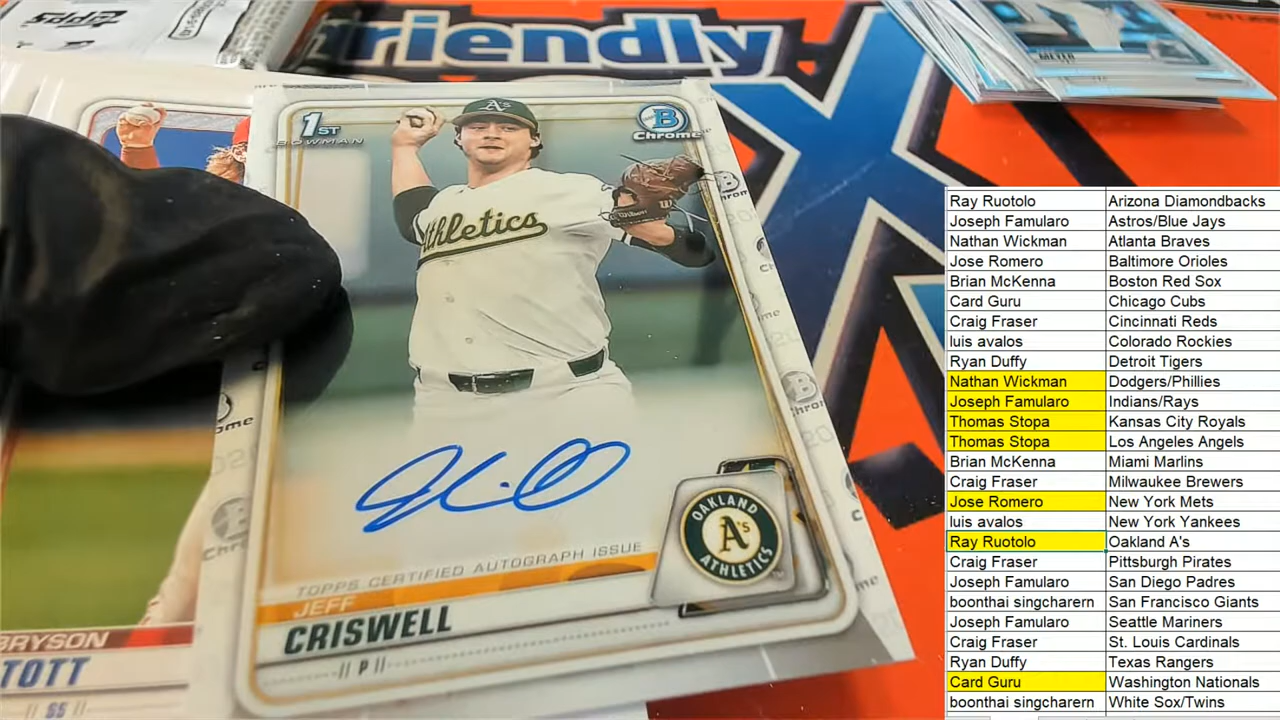 riendly
MEYER
1ST
BOWMAN
A's
B
Chrome
Athletics
Wilson
TOPPS CERTIFIED AUTOGRAPH ISSUE
JEFF
CRISWELL
P
OAKLAND
A's
ATHLETICS
TM
BRYSON
TOTT
SS
Ray Ruotolo Arizona Diamondbacks
Joseph Famularo Astros/Blue Jays
Nathan Wickman Atlanta Braves
Jose Romero Baltimore Orioles
Brian McKenna Boston Red Sox
Card Guru Chicago Cubs
Craig Fraser Cincinnati Reds
luis avalos Colorado Rockies
Ryan Duffy Detroit Tigers
Nathan Wickman Dodgers/Phillies
Joseph Famularo Indians/Rays
Thomas Stopa Kansas City Royals
Thomas Stopa Los Angeles Angels
Brian McKenna Miami Marlins
Craig Fraser Milwaukee Brewers
Jose Romero New York Mets
luis avalos New York Yankees
Ray Ruotolo Oakland A's
Craig Fraser Pittsburgh Pirates
Joseph Famularo San Diego Padres
boonthai singcharern San Francisco Giants
Joseph Famularo Seattle Mariners
Craig Fraser St. Louis Cardinals
Ryan Duffy Texas Rangers
Card Guru Washington Nationals
boonthai singcharern White Sox/Twins